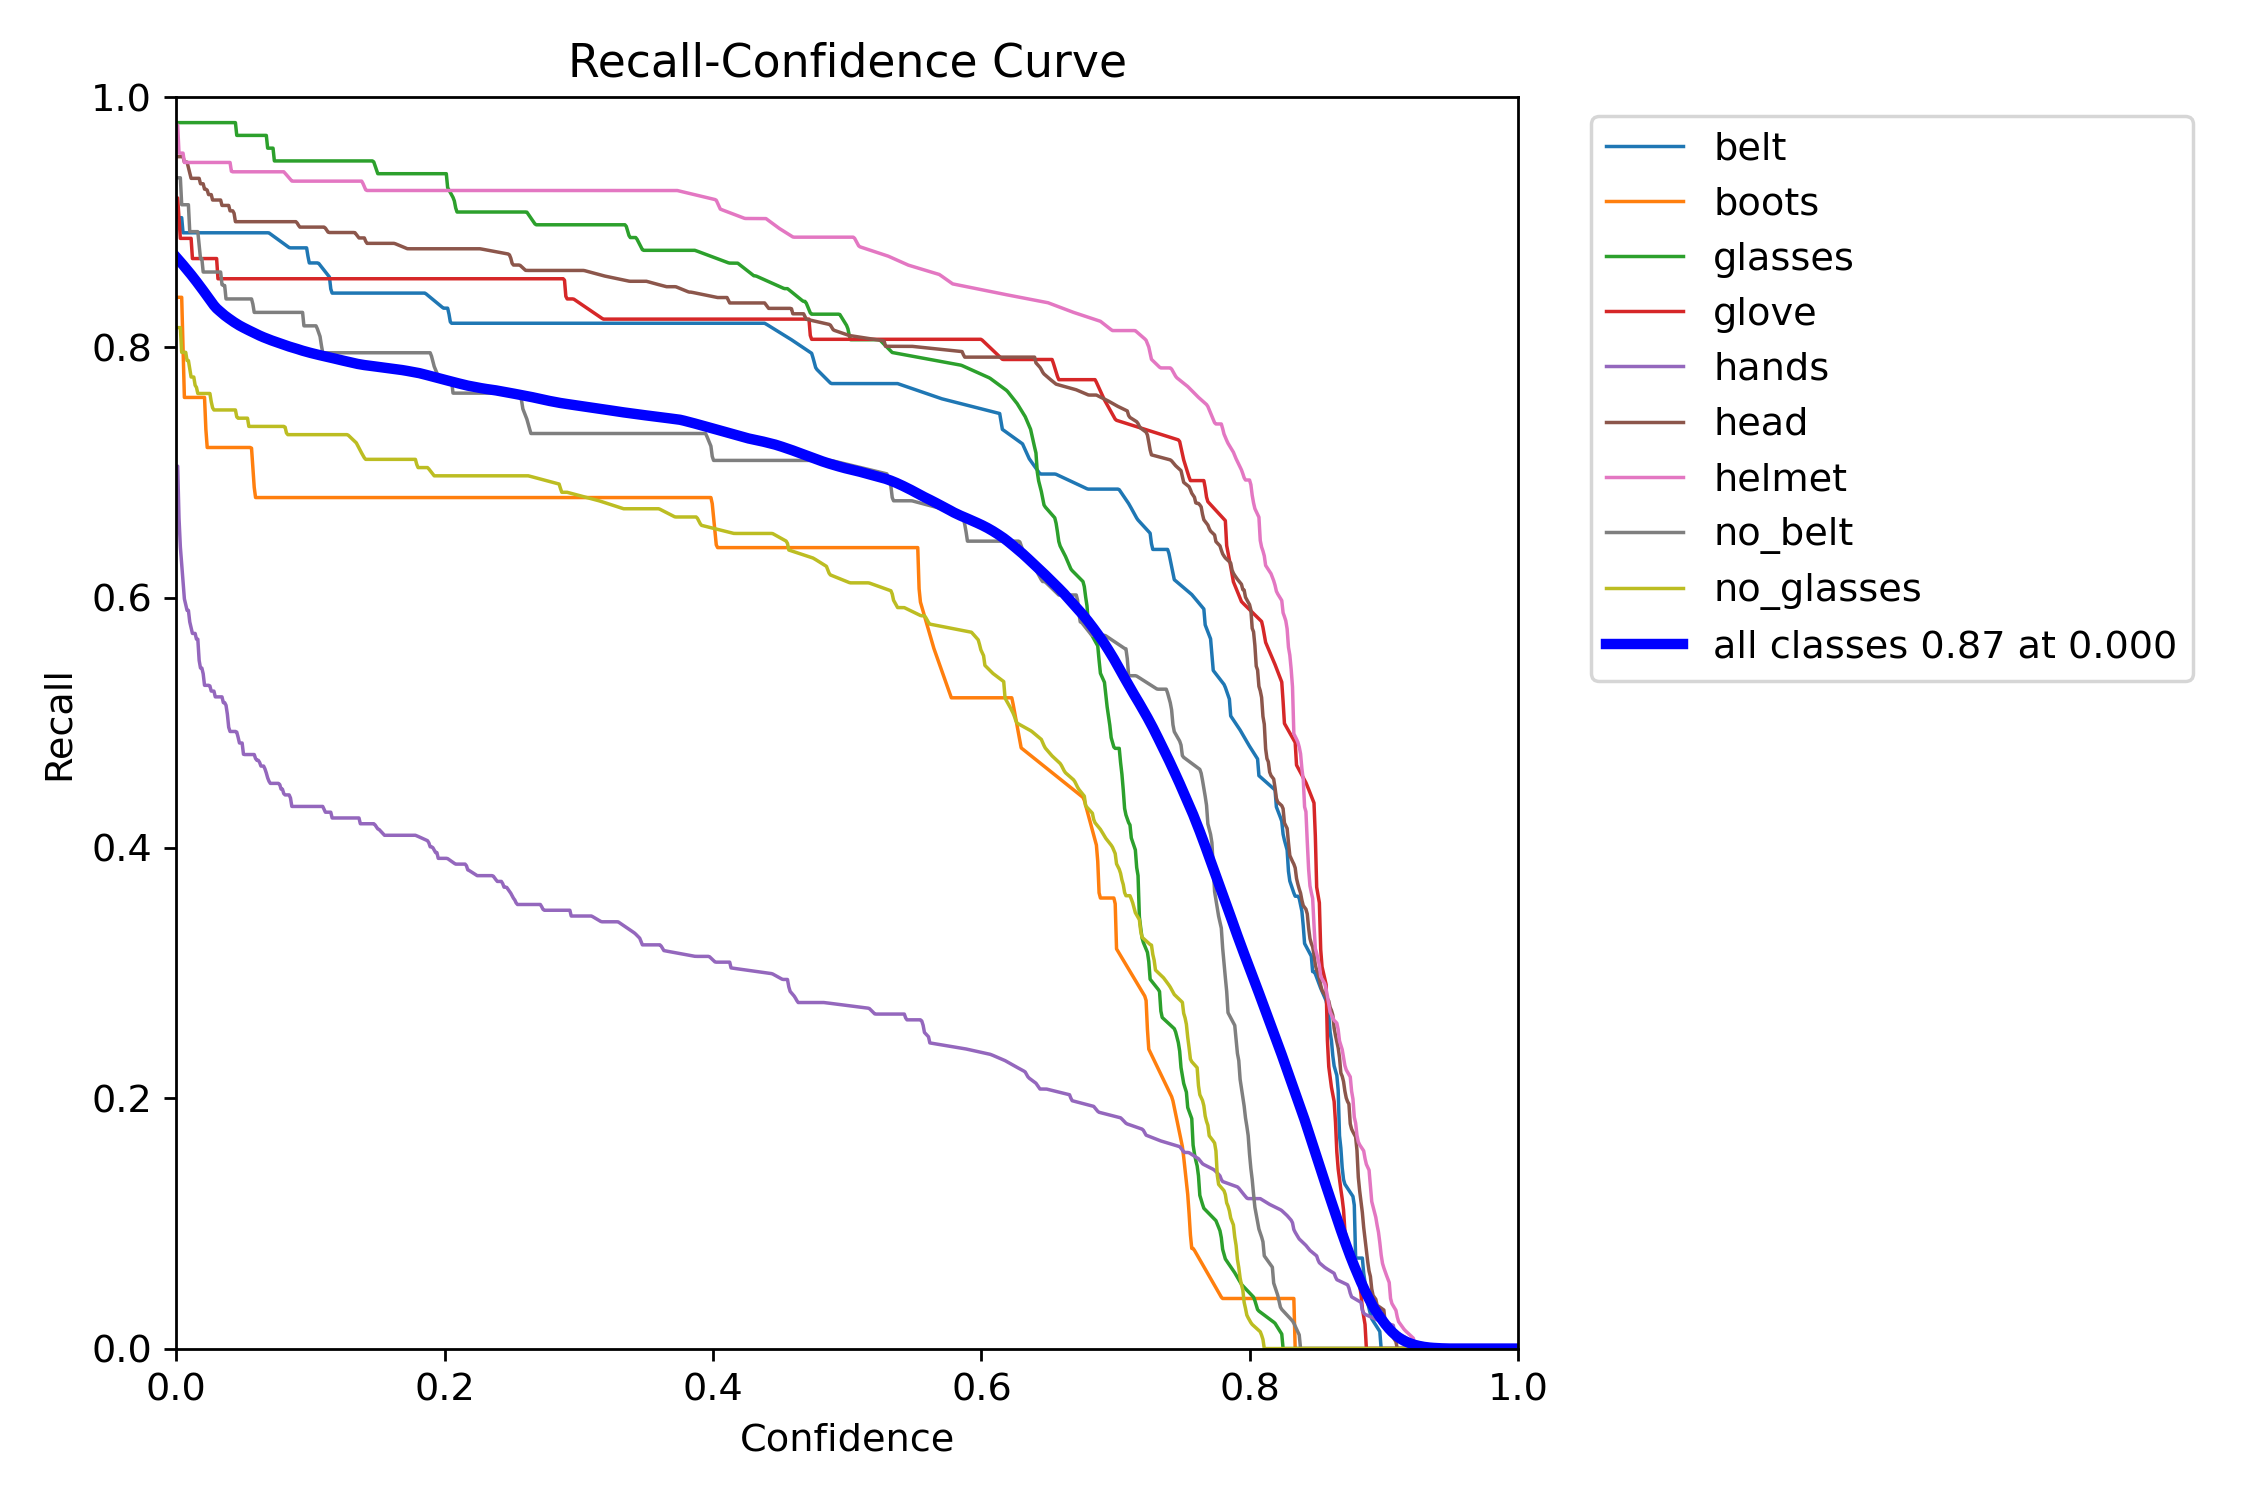 Recall-Confidence Curve
1.0
0.8
0.6
0.4
0.2
0.0
Recall
0.0 0.2 0.4 0.6 0.8 1.0
Confidence
belt
boots
glasses
glove
hands
head
helmet
no_belt
no_glasses
all classes 0.87 at 0.000